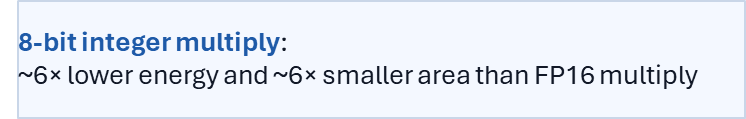 8-bit integer multiply:
~6× lower energy and ~6× smaller area than FP16 multiply